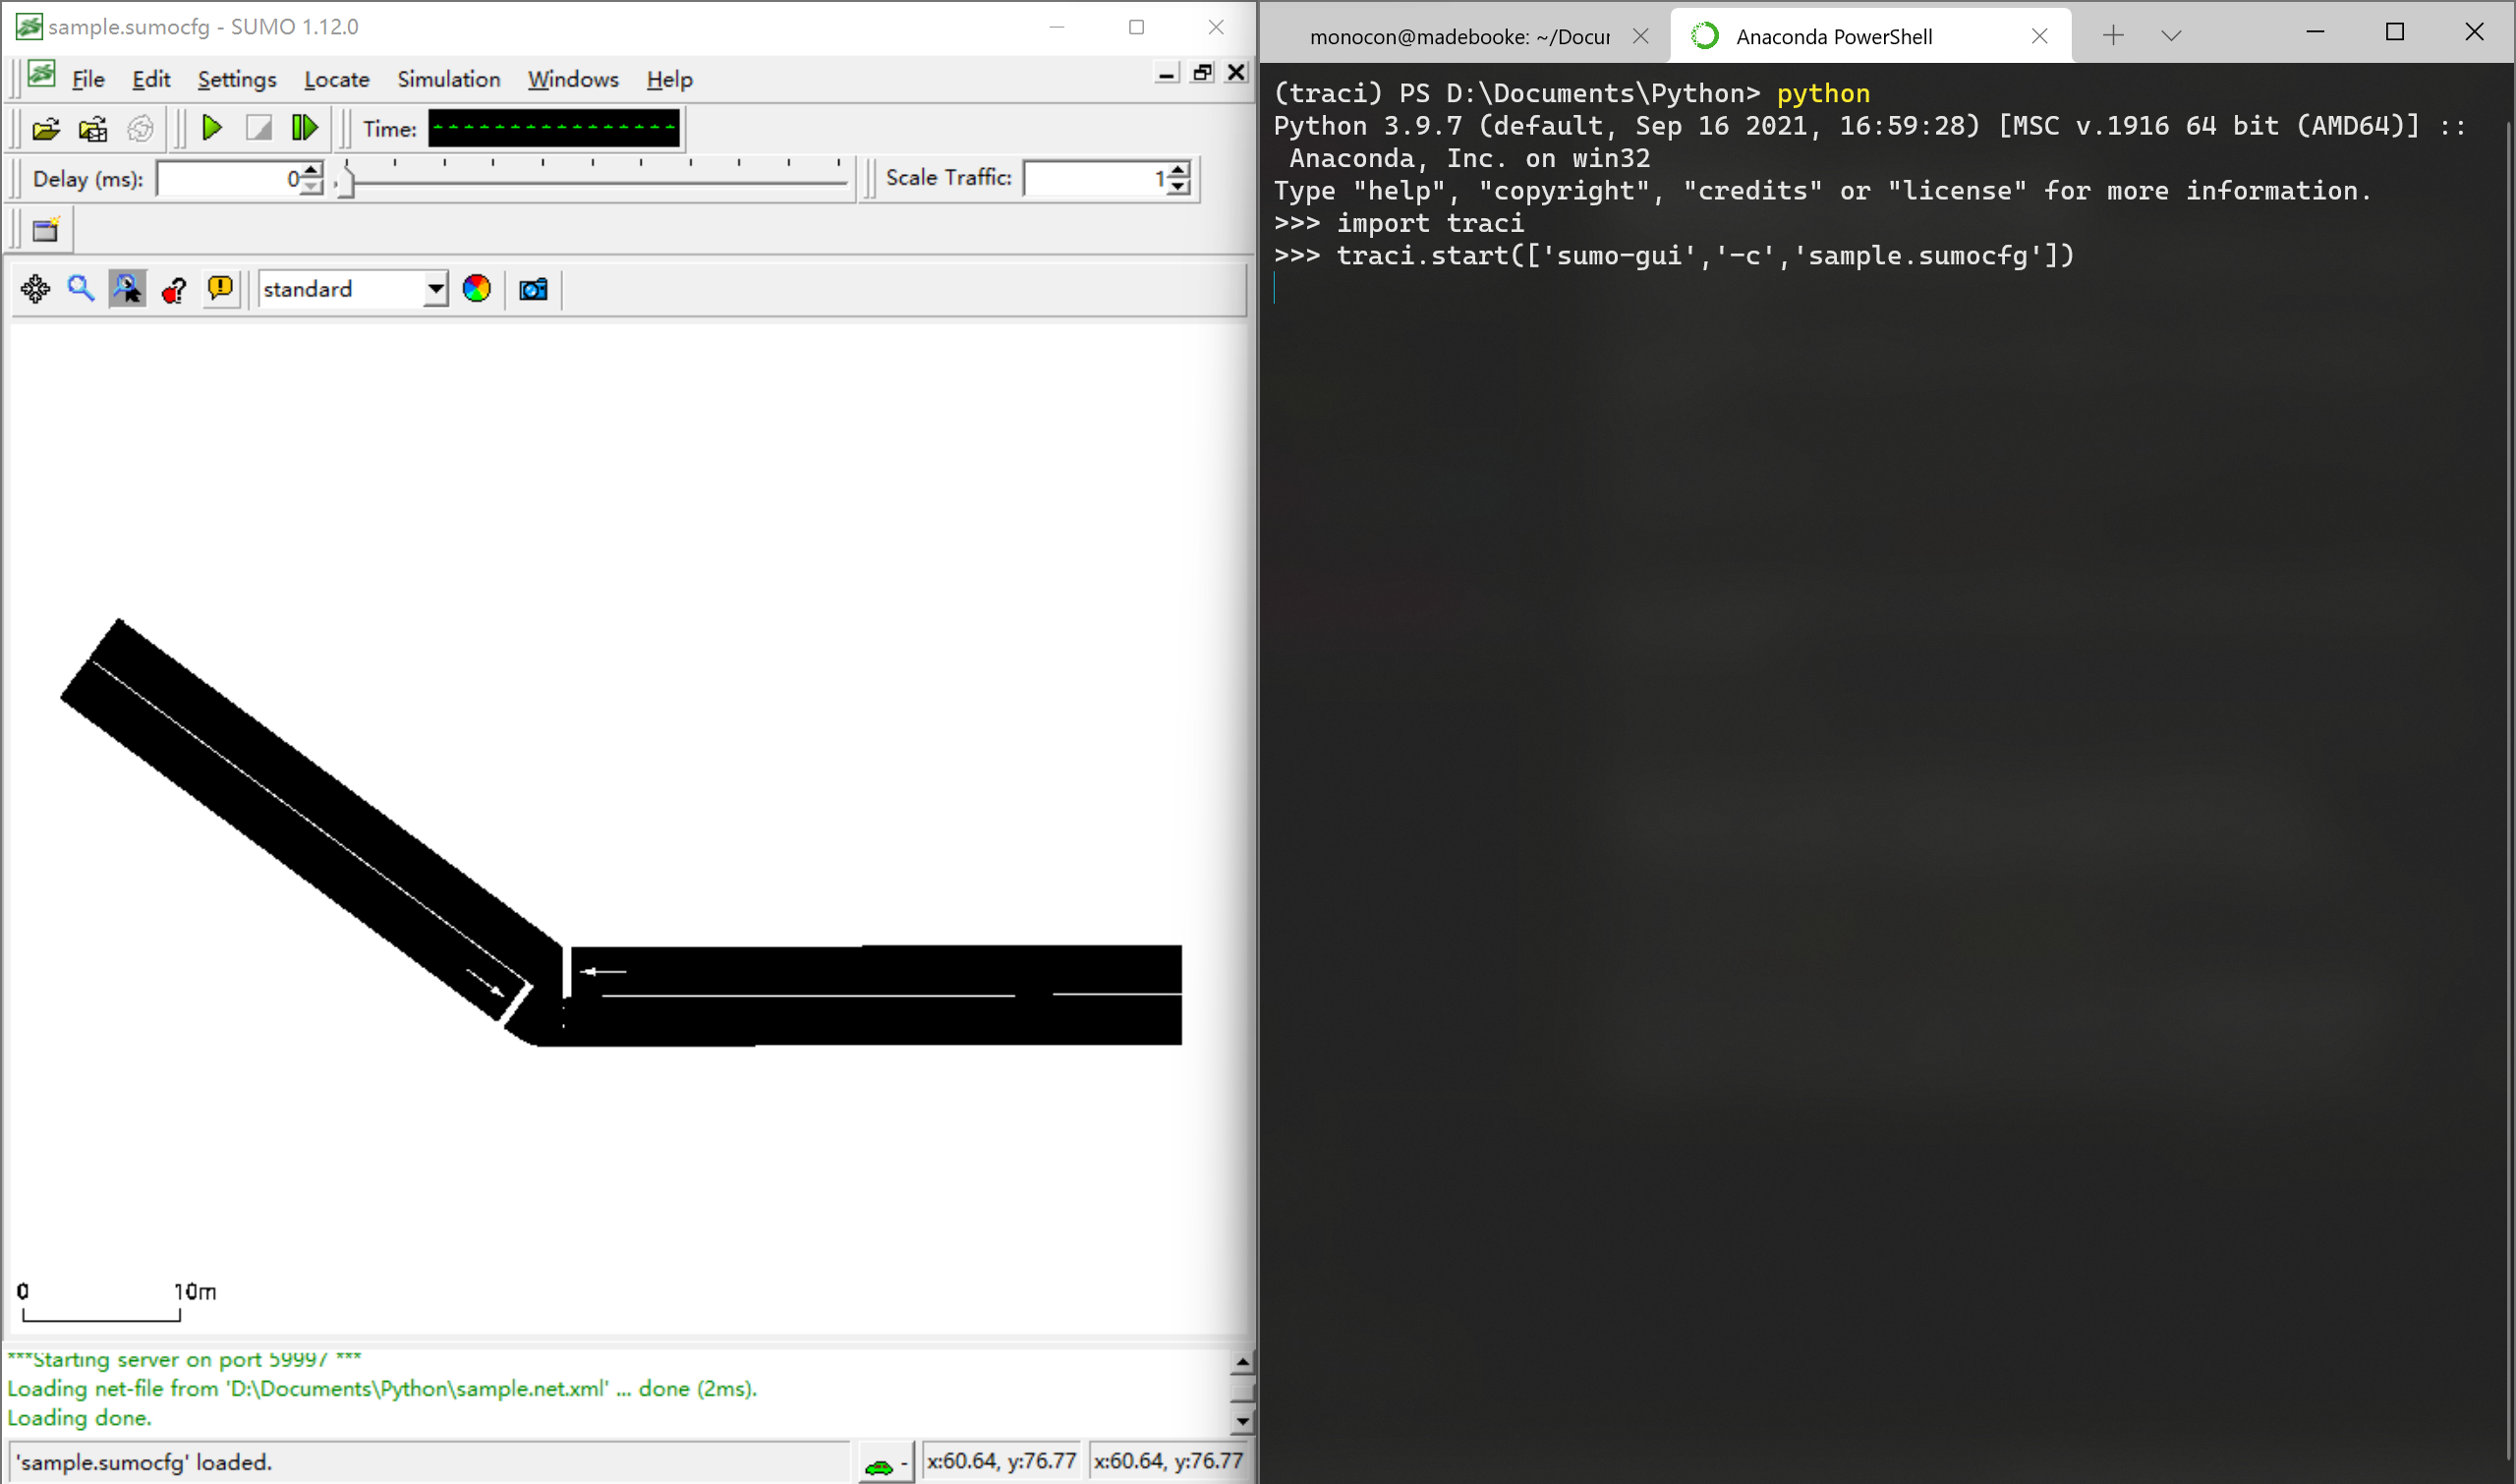 sample.sumocfg - SUMO 1.12.0
File Edit Settings Locate Simulation Windows Help
Time:
Delay (ms): 0
Scale Traffic: 1
standard
0 10m
***Starting server on port 59997 ***
Loading net-file from 'D:\Documents\Python\sample.net.xml' ... done (2ms).
Loading done.
'sample.sumocfg' loaded.
x:60.64, y:76.77
x:60.64, y:76.77
monocon@madebooke: ~/Docur
Anaconda PowerShell
(traci) PS D:\Documents\Python> python
Python 3.9.7 (default, Sep 16 2021, 16:59:28) [MSC v.1916 64 bit (AMD64)] ::
Anaconda, Inc. on win32
Type "help", "copyright", "credits" or "license" for more information.
>>> import traci
>>> traci.start(['sumo-gui','-c','sample.sumocfg'])